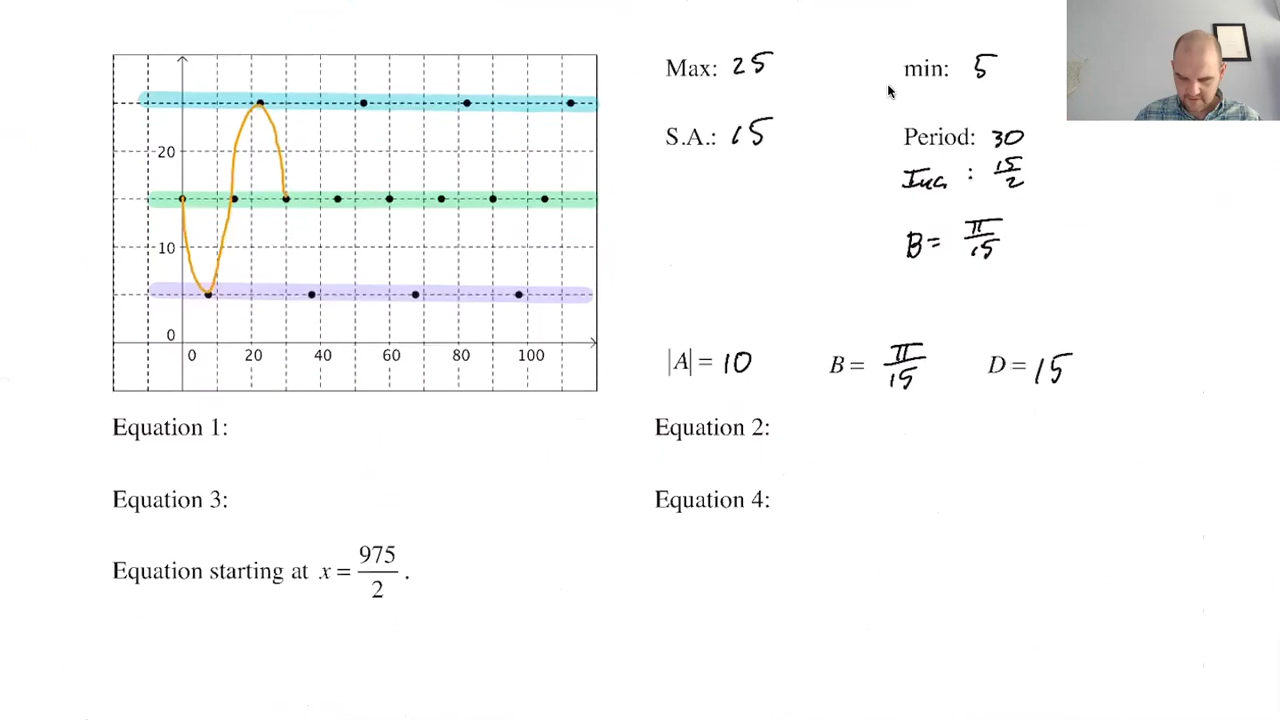 Max: 25
min: 5
S.A.: 15
Period: 30
Inc : 15/2
B = π/15
20
10
0
0 20 40 60 80 100
|A| = 10
B = π/15
D = 15
Equation 1:
Equation 2:
Equation 3:
Equation 4:
Equation starting at x = 975/2 .